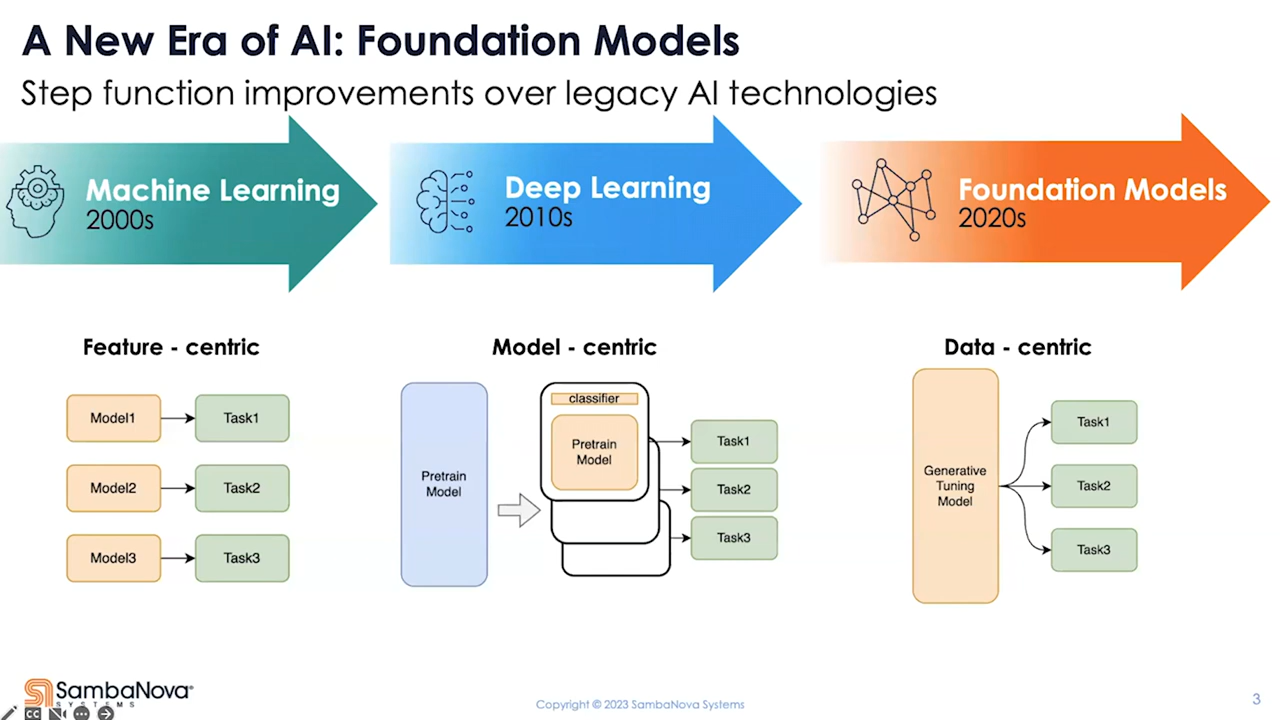 A New Era of AI: Foundation Models
Step function improvements over legacy AI technologies
Machine Learning
2000s
Deep Learning
2010s
Foundation Models
2020s
Feature - centric
Model1
Task1
Model2
Task2
Model3
Task3
Model - centric
Pretrain
Model
classifier
Pretrain
Model
Task1
Task2
Task3
Data - centric
Generative
Tuning
Model
Task1
Task2
Task3
SambaNova®
SYSTEMS
CC
Copyright © 2023 SambaNova Systems
3